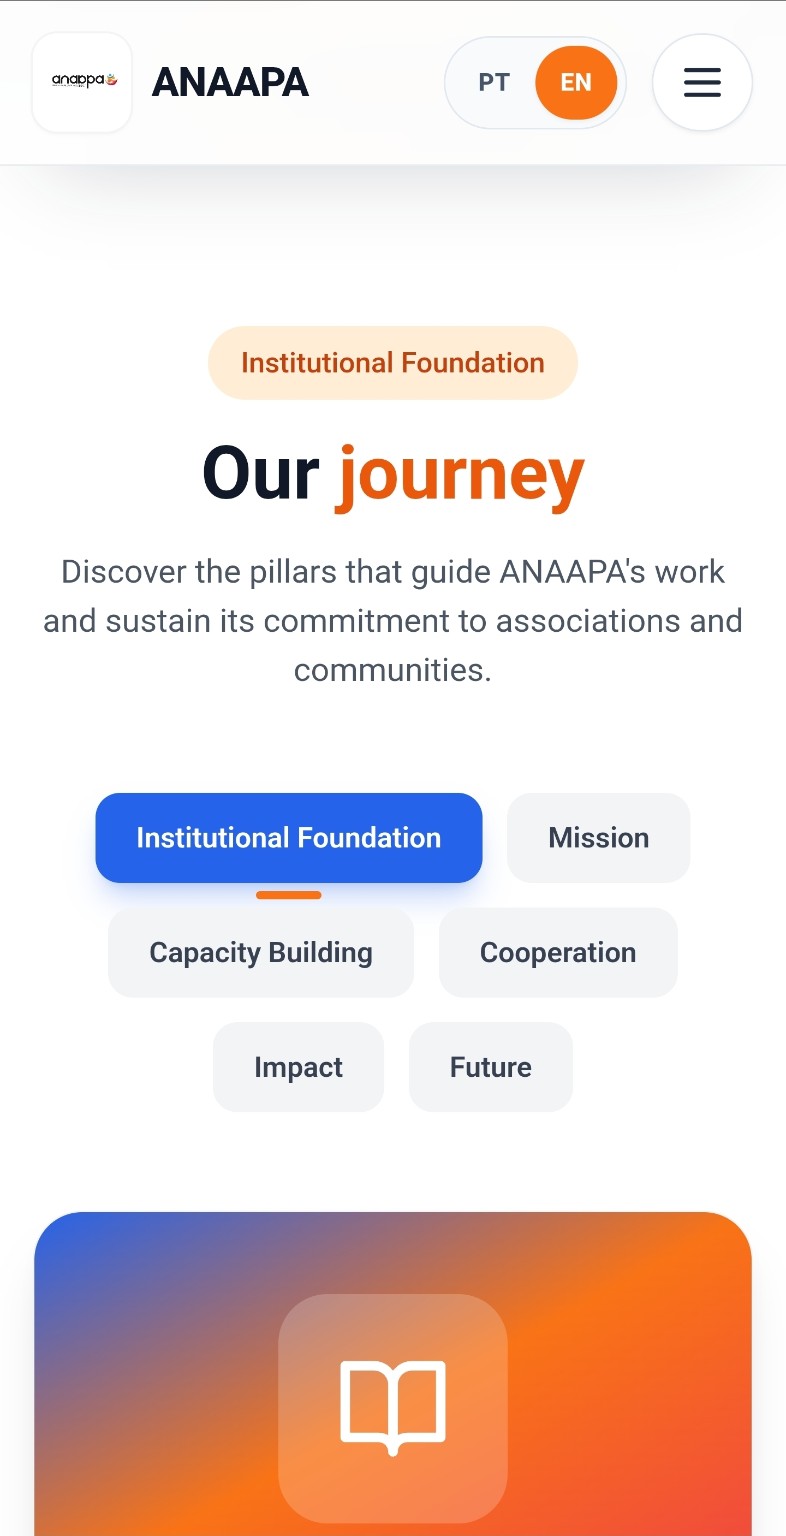 anaapa
ANAAPA
PT
EN
Institutional Foundation
Our journey
Discover the pillars that guide ANAAPA's work
and sustain its commitment to associations and
communities.
Institutional Foundation
Mission
Capacity Building
Cooperation
Impact
Future